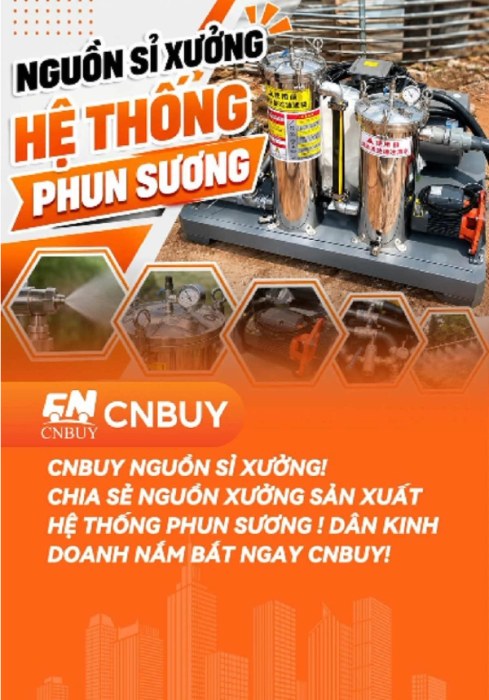 NGUỒN SỈ XƯỞNG
HỆ THỐNG
PHUN SƯƠNG
CNBUY
CNBUY
CNBUY NGUỒN SỈ XƯỞNG!
CHIA SẺ NGUỒN XƯỞNG SẢN XUẤT
HỆ THỐNG PHUN SƯƠNG ! DÂN KINH
DOANH NẮM BẮT NGAY CNBUY!